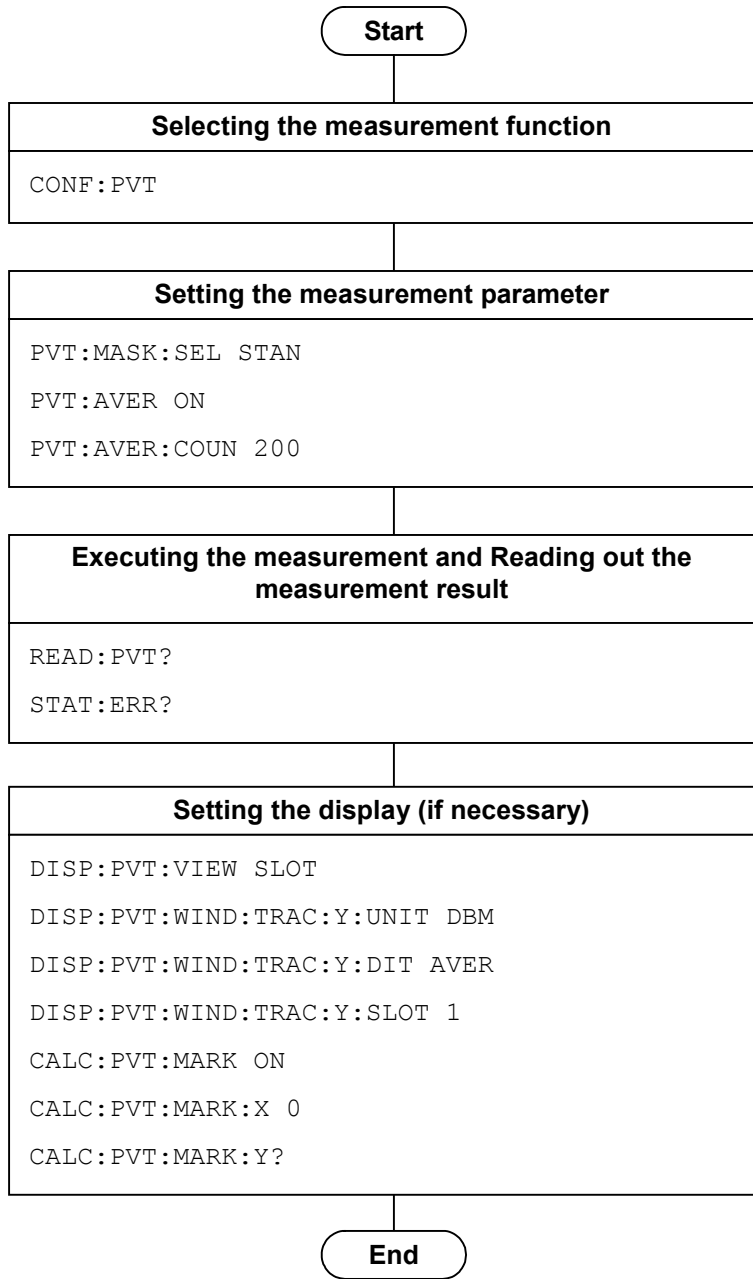 Start
Selecting the measurement function
CONF:PVT
Setting the measurement parameter
PVT:MASK:SEL STAN
PVT:AVER ON
PVT:AVER:COUN 200
Executing the measurement and Reading out the
measurement result
READ:PVT?
STAT:ERR?
Setting the display (if necessary)
DISP:PVT:VIEW SLOT
DISP:PVT:WIND:TRAC:Y:UNIT DBM
DISP:PVT:WIND:TRAC:Y:DIT AVER
DISP:PVT:WIND:TRAC:Y:SLOT 1
CALC:PVT:MARK ON
CALC:PVT:MARK:X 0
CALC:PVT:MARK:Y?
End